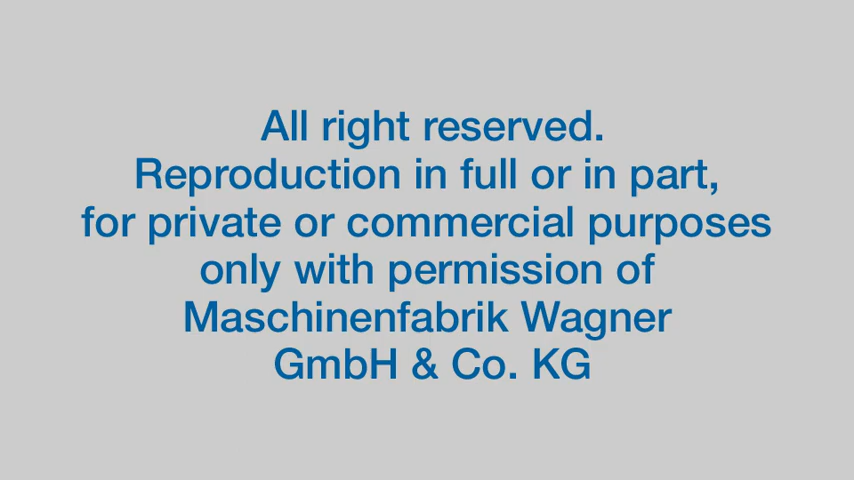 All right reserved.
Reproduction in full or in part,
for private or commercial purposes
only with permission of
Maschinenfabrik Wagner
GmbH & Co. KG